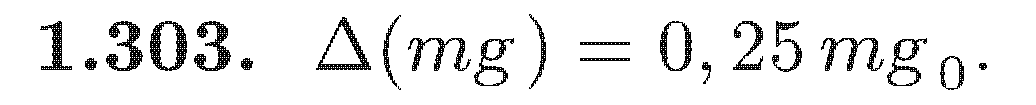 1.303. Δ(mg) = 0,25 mg₀.